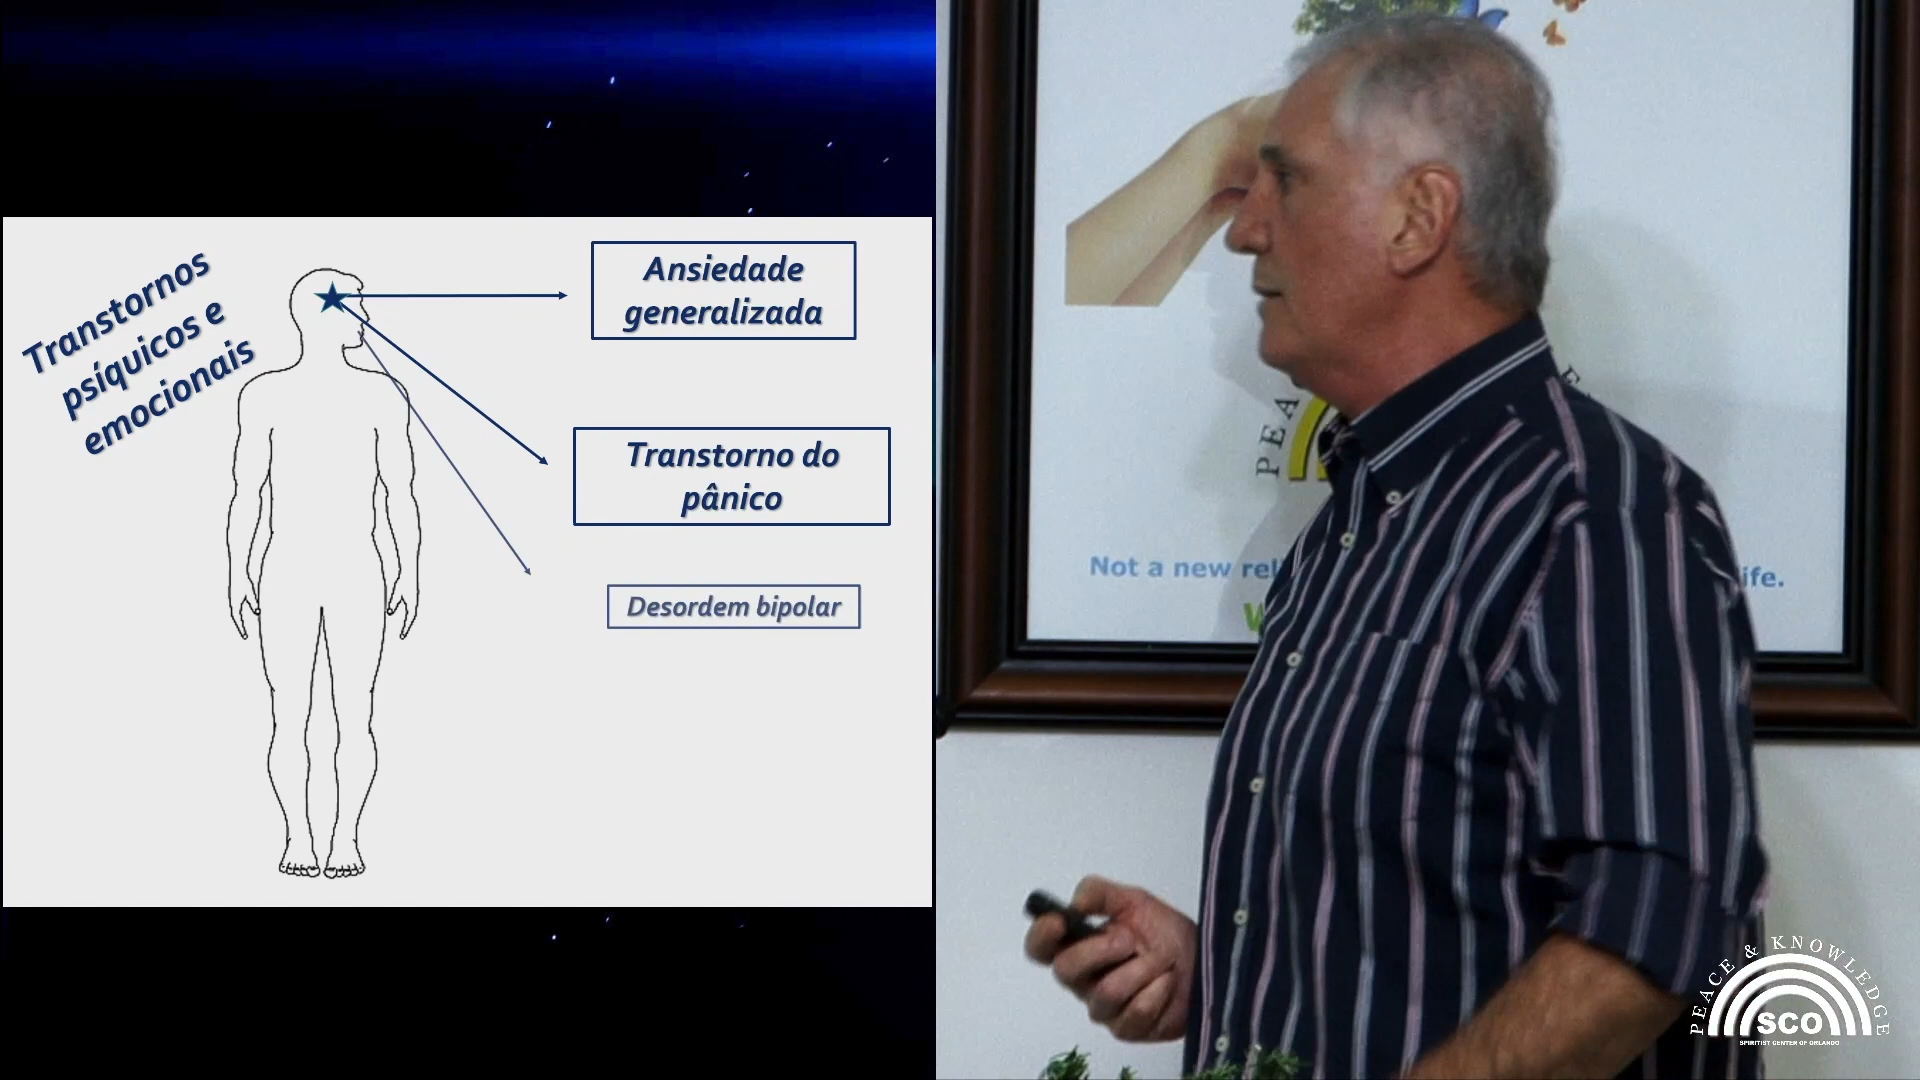 Transtornos
psíquicos e
emocionais
Ansiedade
generalizada
Transtorno do
pânico
Desordem bipolar
PEA
E
Not a new rel
life.
W
PEACE & KNOWLEDGE
SCO
SPIRITIST CENTER OF ORLANDO